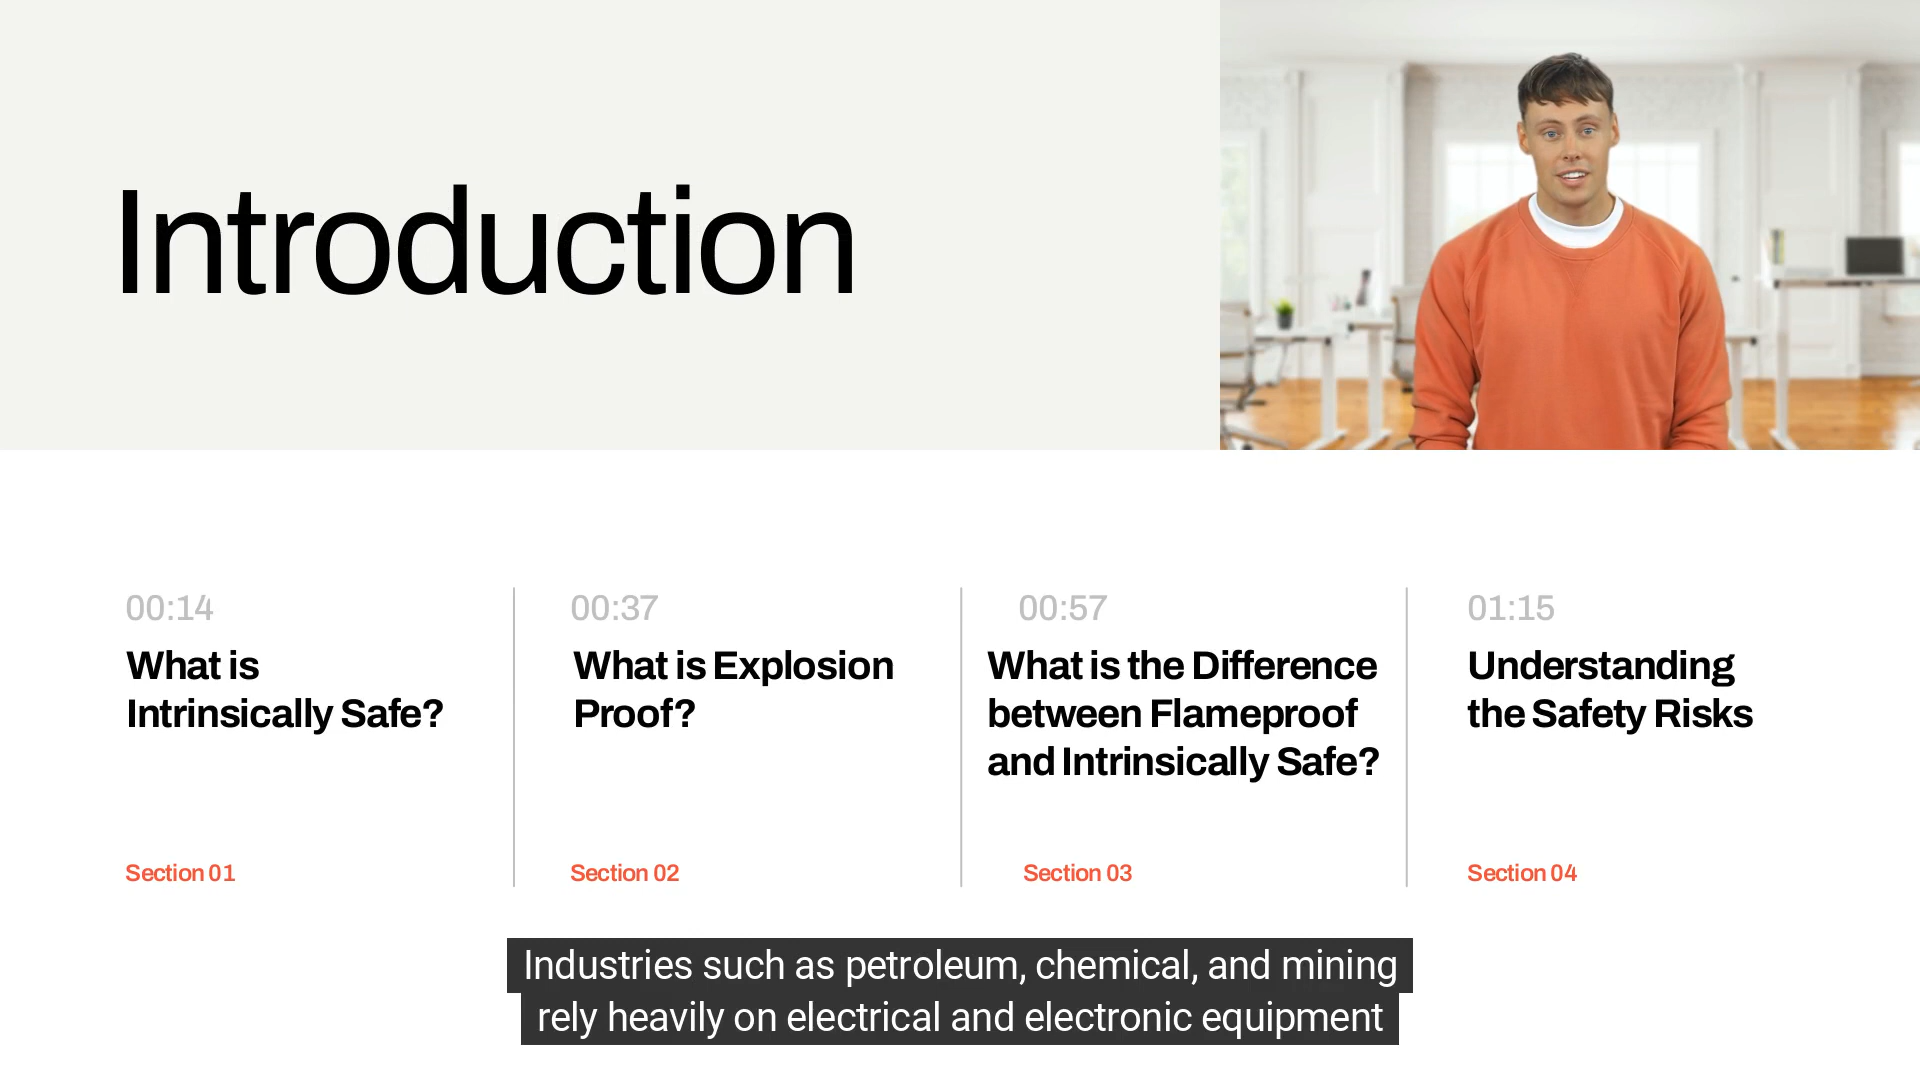 Introduction
00:14
What is
Intrinsically Safe?
Section 01
00:37
What is Explosion
Proof?
Section 02
00:57
What is the Difference
between Flameproof
and Intrinsically Safe?
Section 03
01:15
Understanding
the Safety Risks
Section 04
Industries such as petroleum, chemical, and mining
rely heavily on electrical and electronic equipment